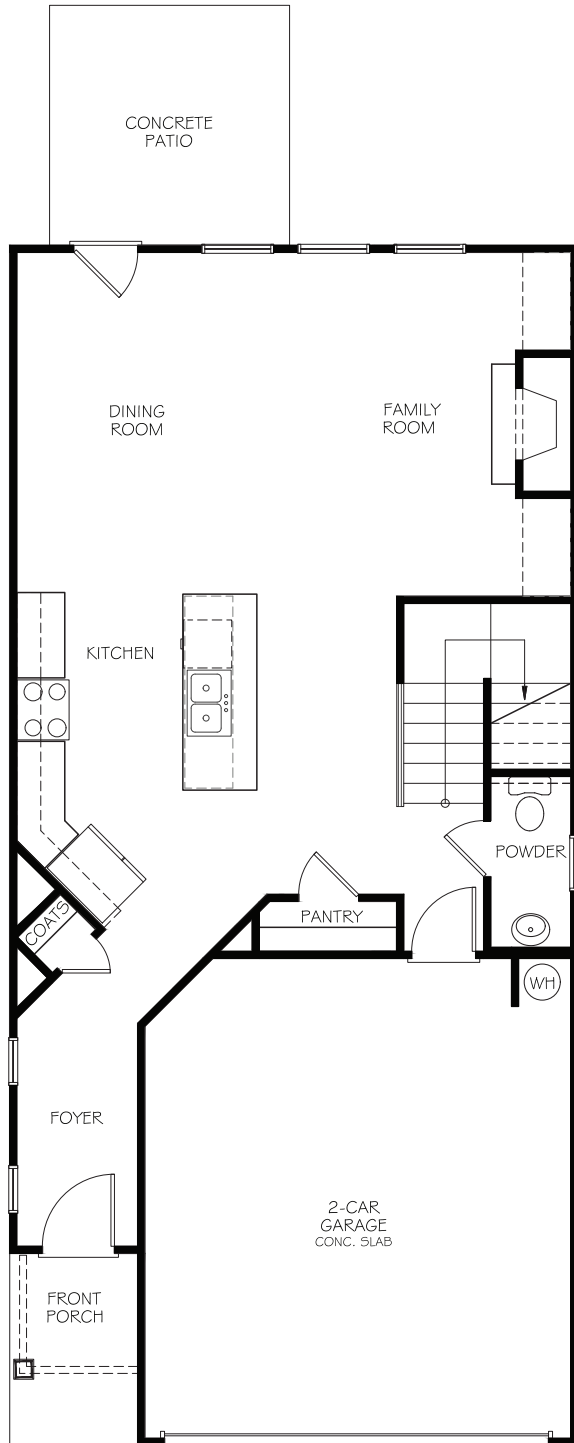 CONCRETE
PATIO
DINING
ROOM
FAMILY
ROOM
KITCHEN
POWDER
COATS
PANTRY
WH
FOYER
2-CAR
GARAGE
CONC. SLAB
FRONT
PORCH